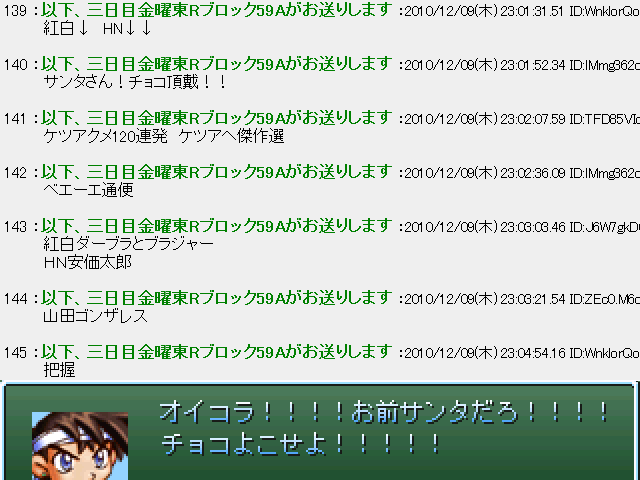 139 ：以下、三日目金曜東Rブロック59Aがお送りします ：2010/12/09(木) 23:01:31.51 ID:WnklorQo
紅白↓　HN↓↓
140 ：以下、三日目金曜東Rブロック59Aがお送りします ：2010/12/09(木) 23:01:52.34 ID:lMmg362c
サンタさん！チョコ頂戴！！
141 ：以下、三日目金曜東Rブロック59Aがお送りします ：2010/12/09(木) 23:02:07.59 ID:TFD85VIc
ケツアクメ120連発　ケツアヘ傑作選
142 ：以下、三日目金曜東Rブロック59Aがお送りします ：2010/12/09(木) 23:02:36.09 ID:lMmg362c
ベエーエ通便
143 ：以下、三日目金曜東Rブロック59Aがお送りします ：2010/12/09(木) 23:03:03.46 ID:J6W7gkD
紅白ダーブラとブラジャー
ＨＮ安価太郎
144 ：以下、三日目金曜東Rブロック59Aがお送りします ：2010/12/09(木) 23:03:21.54 ID:ZEc0.M6c
山田ゴンザレス
145 ：以下、三日目金曜東Rブロック59Aがお送りします ：2010/12/09(木) 23:04:54.16 ID:WnklorQo
把握
オイコラ！！！！お前サンタだろ！！！！
チョコよこせよ！！！！！